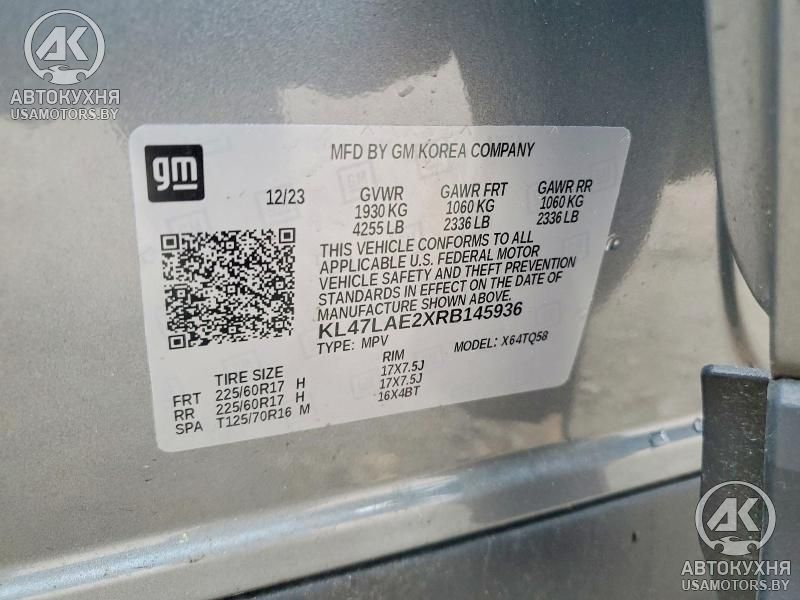 AK
АВТОКУХНЯ
USAMOTORS.BY
gm
MFD BY GM KOREA COMPANY
12/23
GVWR
1930 KG
4255 LB
GAWR FRT
1060 KG
2336 LB
GAWR RR
1060 KG
2336 LB
THIS VEHICLE CONFORMS TO ALL
APPLICABLE U.S. FEDERAL MOTOR
VEHICLE SAFETY AND THEFT PREVENTION
STANDARDS IN EFFECT ON THE DATE OF
MANUFACTURE SHOWN ABOVE.
KL47LAE2XRB145936
TYPE: MPV
MODEL: X64TQ58
TIRE SIZE
RIM
FRT 225/60R17 H 17X7.5J
RR 225/60R17 H 17X7.5J
SPA T125/70R16 M 16X4BT
AK
АВТОКУХНЯ
USAMOTORS.BY